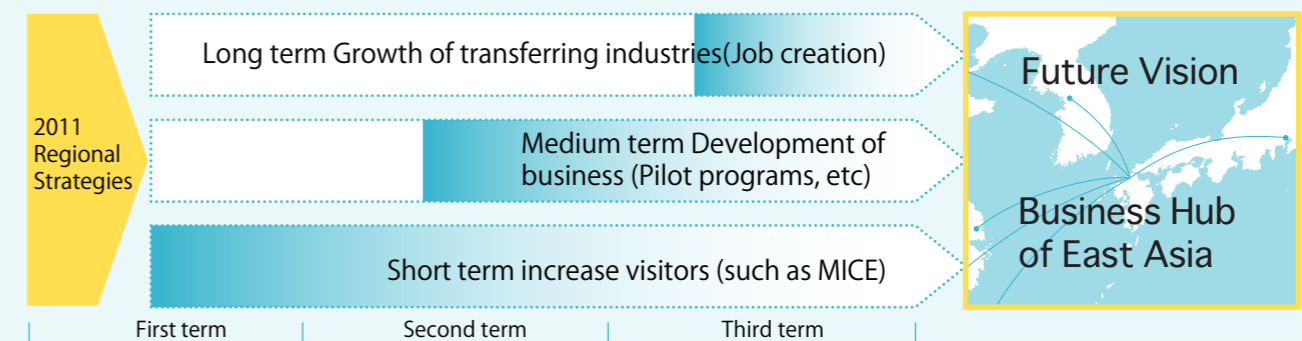 2011
Regional
Strategies
Long term Growth of transferring industries(Job creation)
Medium term Development of
business (Pilot programs, etc)
Short term increase visitors (such as MICE)
First term
Second term
Third term
Future Vision
Business Hub
of East Asia